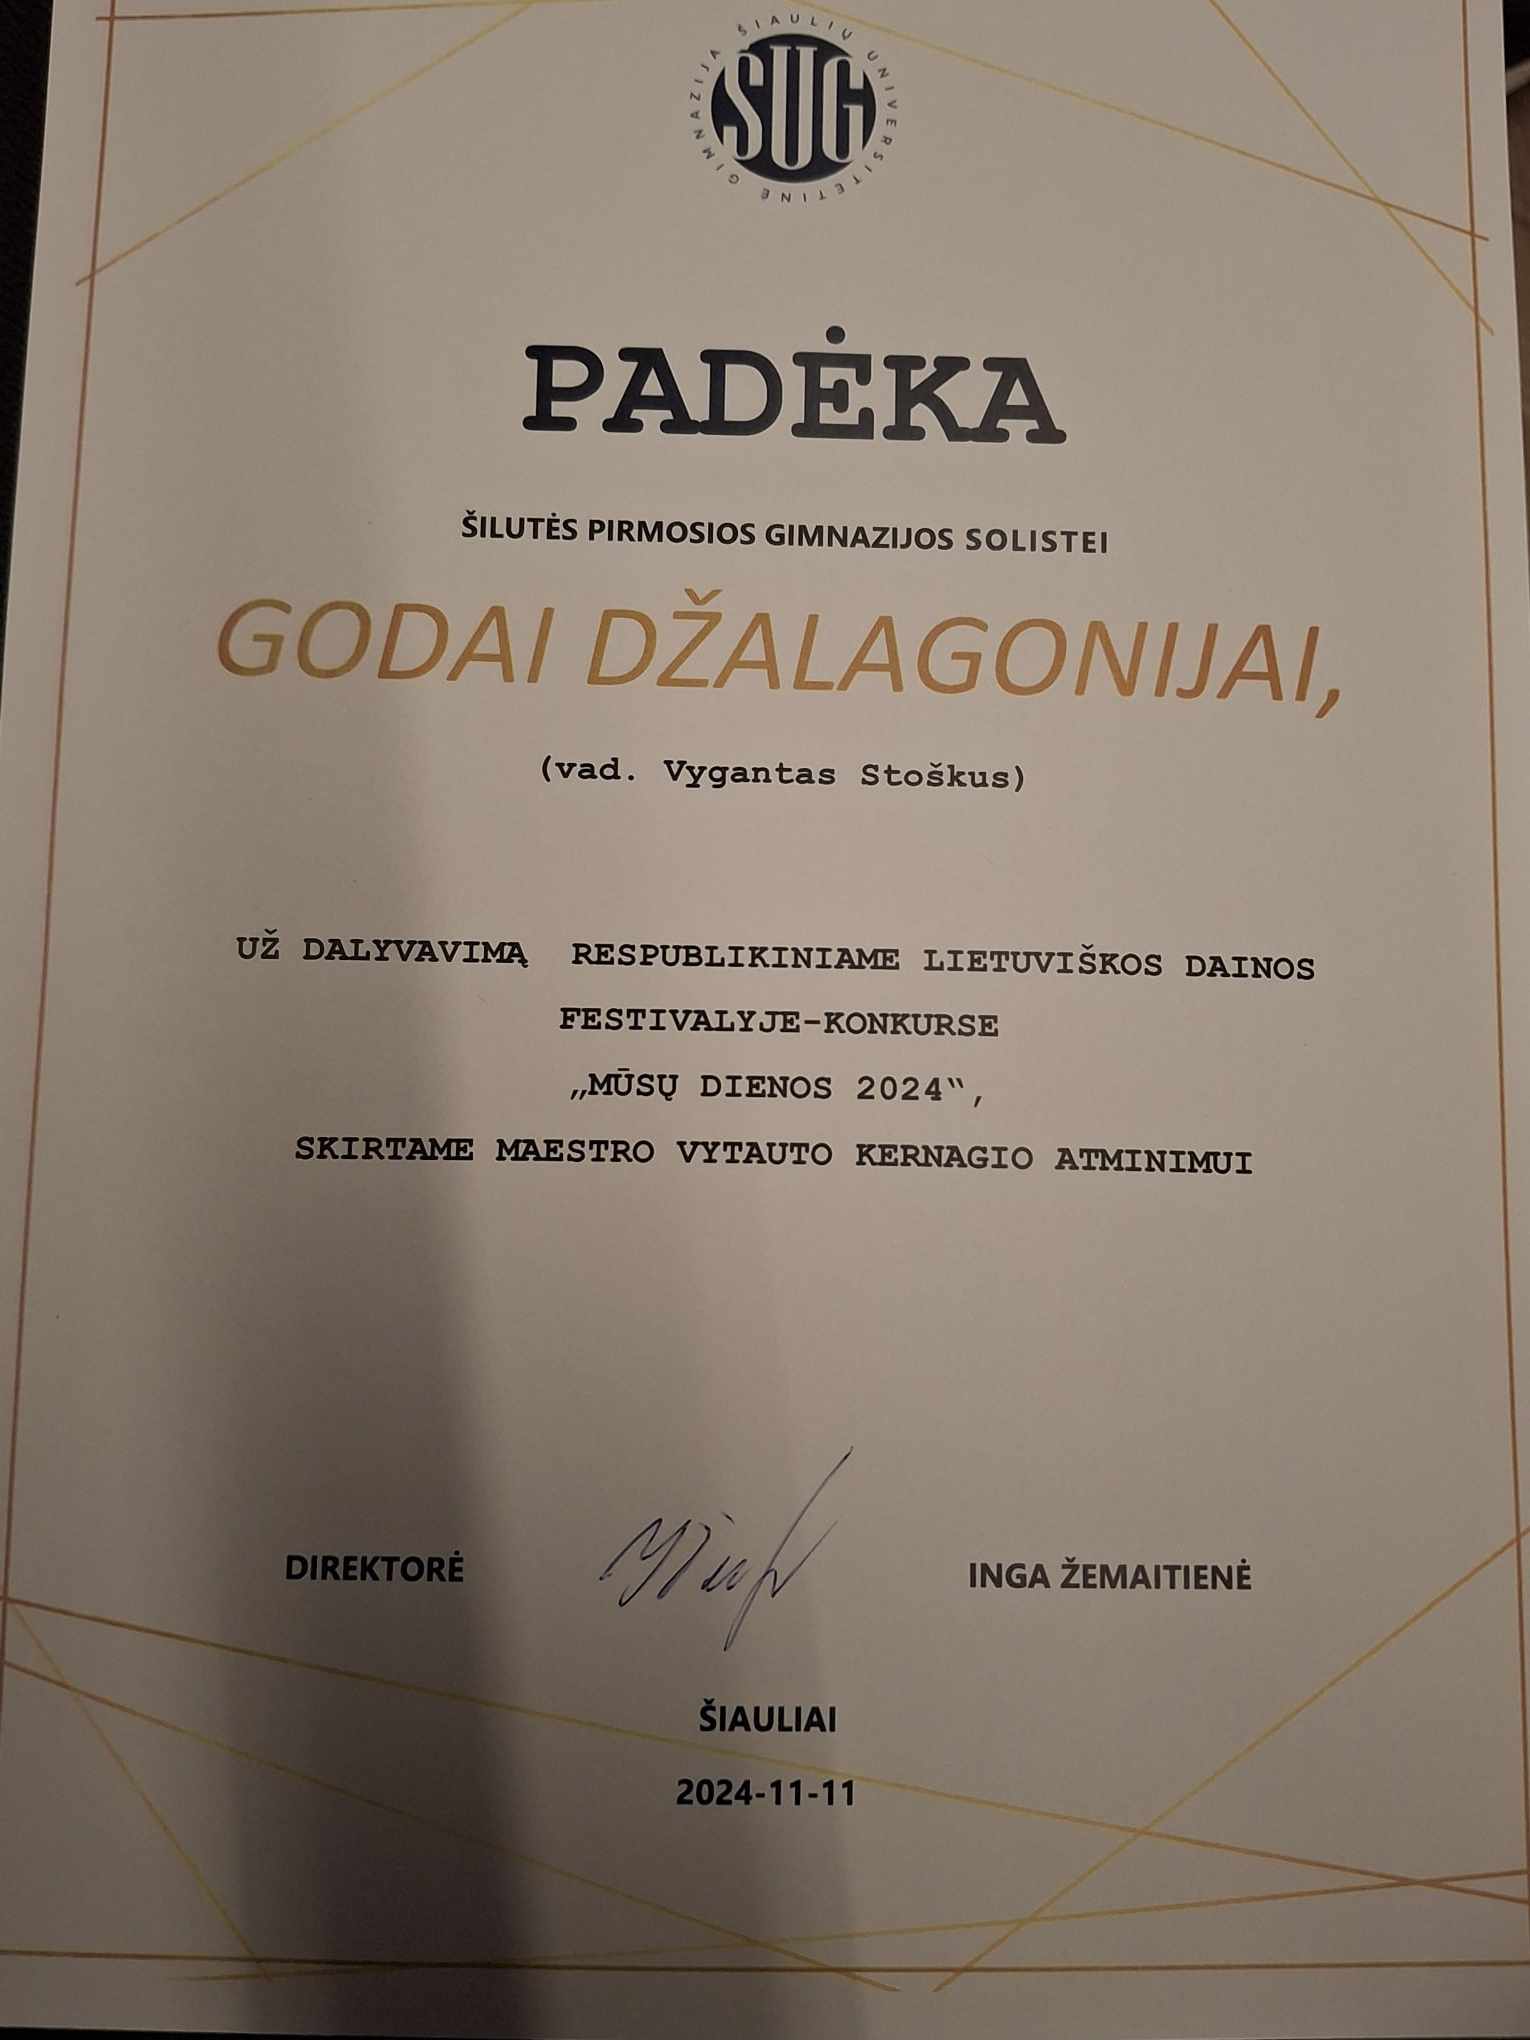 ŠIAULIŲ UNIVERSITETINĖ GIMNAZIJA
ŠUG
PADĖKA
ŠILUTĖS PIRMOSIOS GIMNAZIJOS SOLISTEI
GODAI DŽALAGONIJAI,
(vad. Vygantas Stoškus)
UŽ DALYVAVIMĄ RESPUBLIKINIAME LIETUVIŠKOS DAINOS
FESTIVALYJE-KONKURSE
„MŪSŲ DIENOS 2024“,
SKIRTAME MAESTRO VYTAUTO KERNAGIO ATMINIMUI
DIREKTORĖ INGA ŽEMAITIENĖ
ŠIAULIAI
2024-11-11